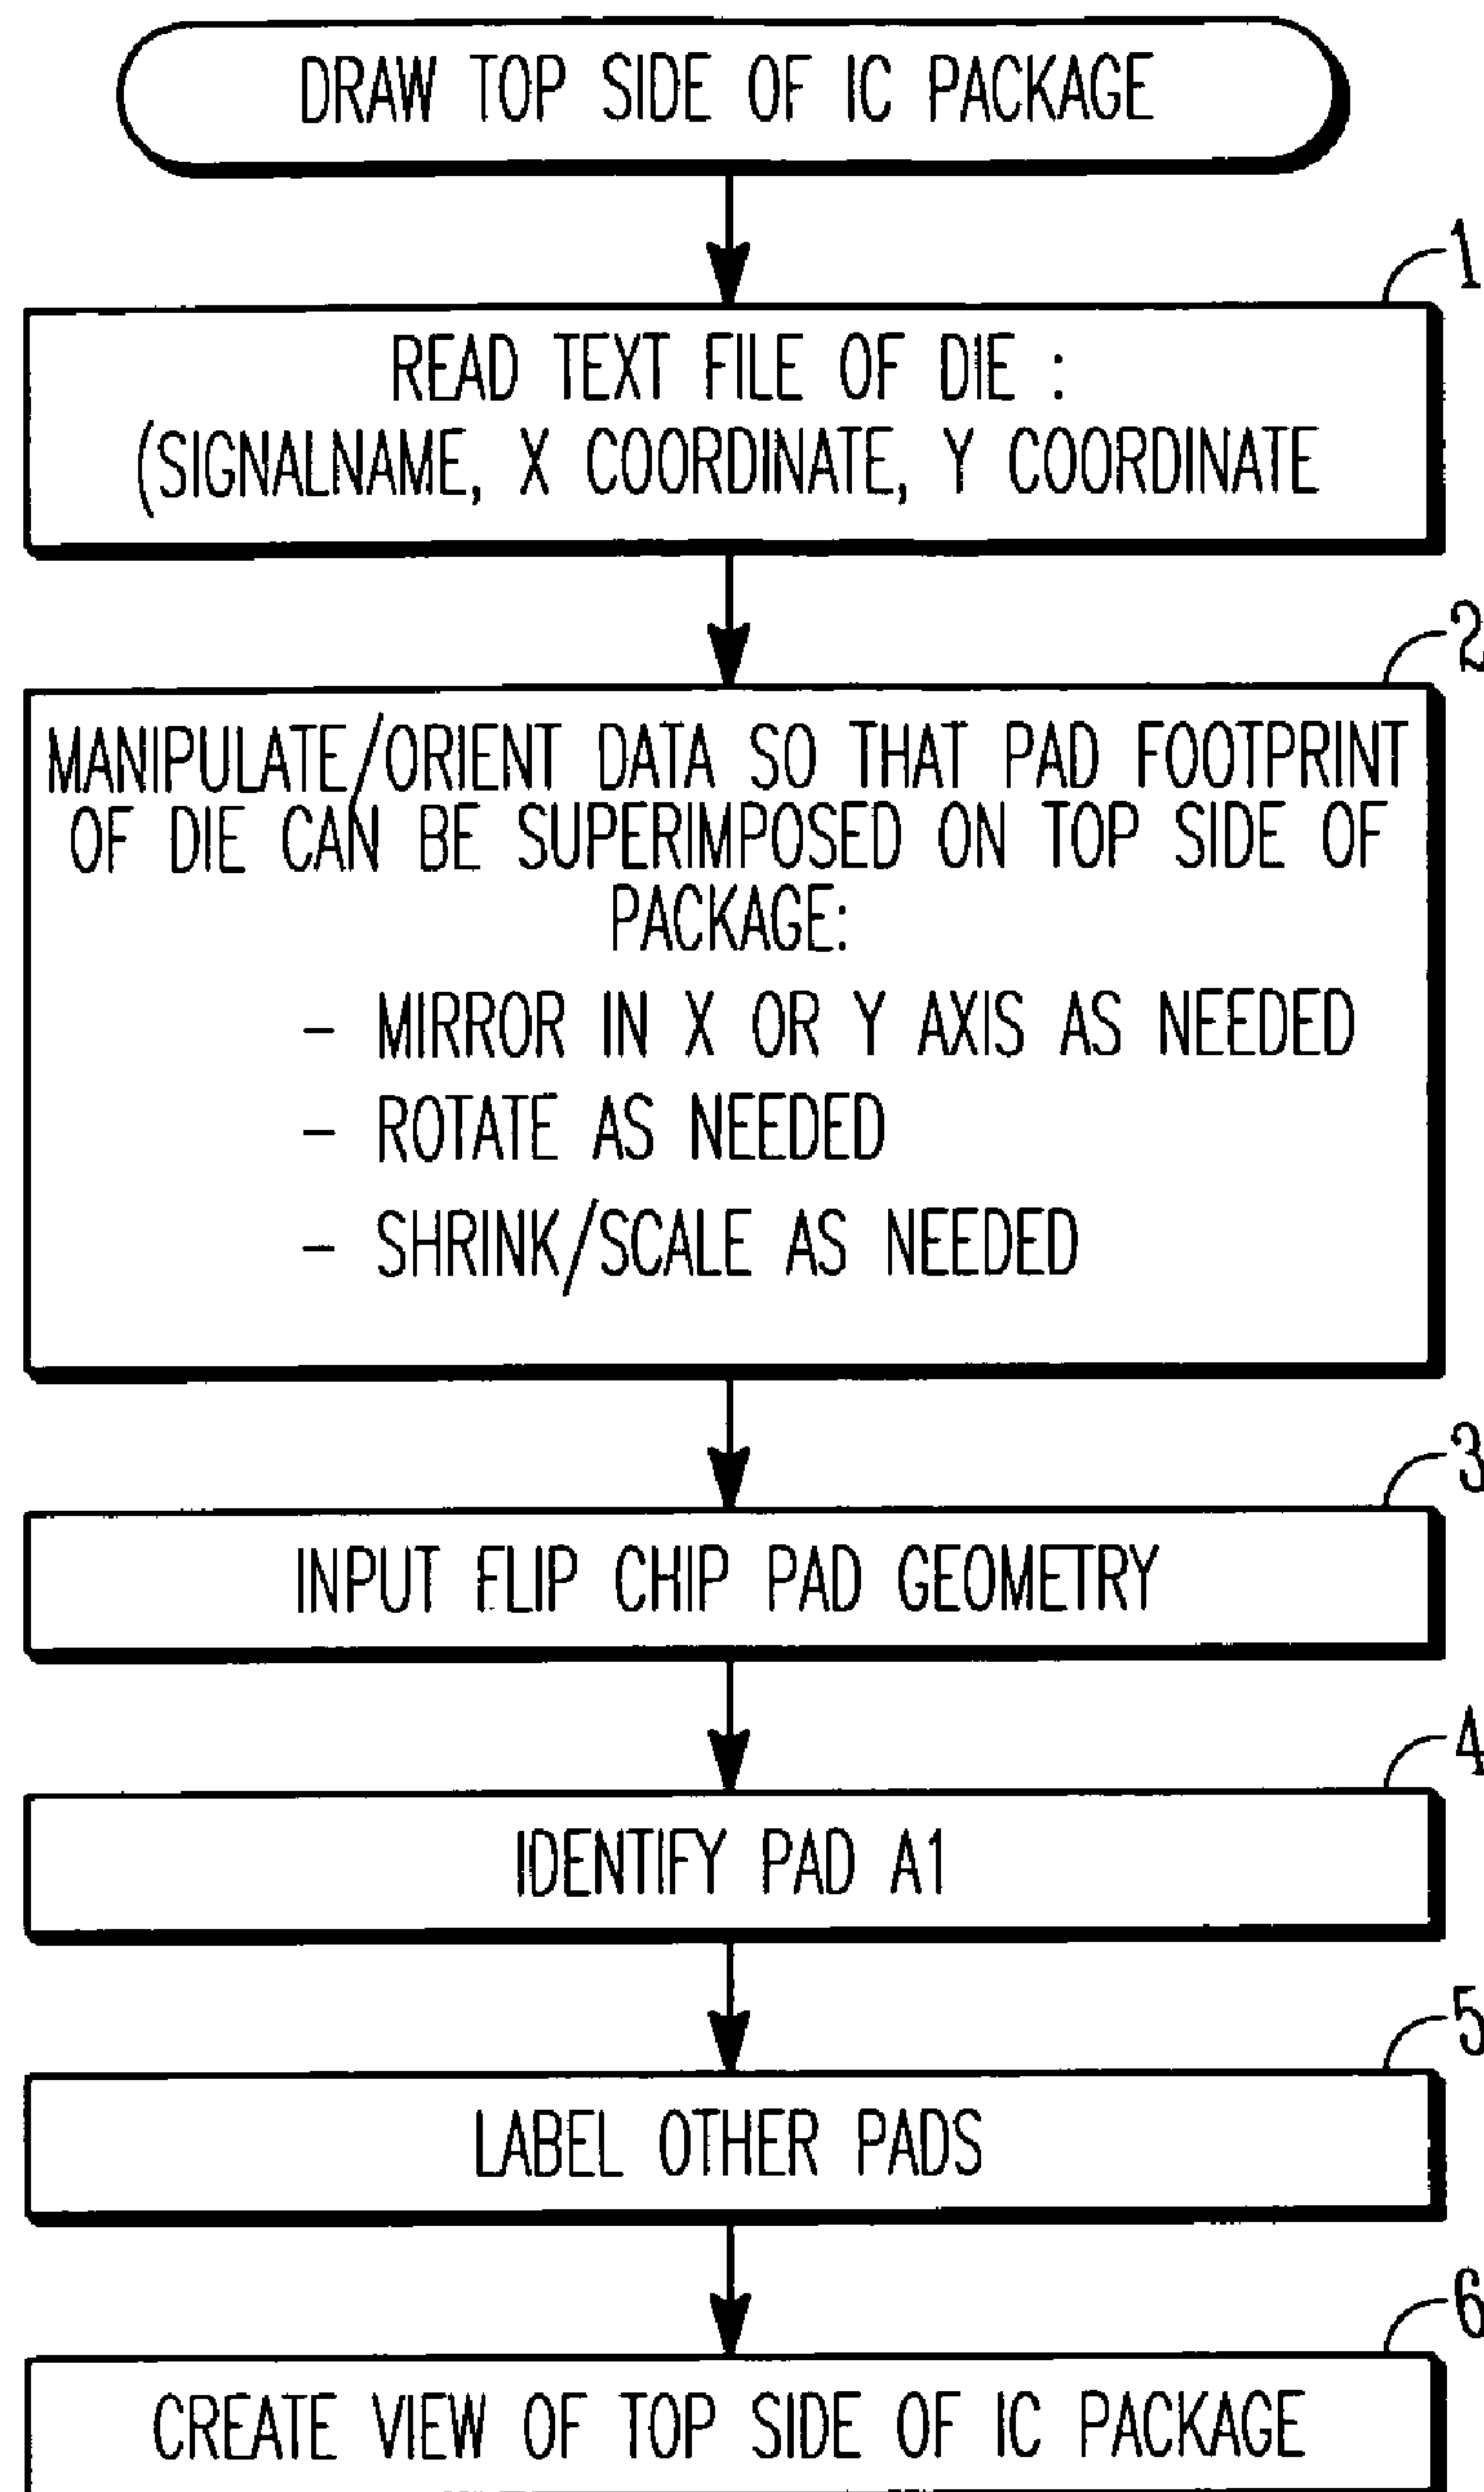 DRAW TOP SIDE OF IC PACKAGE
1
READ TEXT FILE OF DIE :
(SIGNALNAME, X COORDINATE, Y COORDINATE
2
MANIPULATE/ORIENT DATA SO THAT PAD FOOTPRINT
OF DIE CAN BE SUPERIMPOSED ON TOP SIDE OF
PACKAGE:
- MIRROR IN X OR Y AXIS AS NEEDED
- ROTATE AS NEEDED
- SHRINK/SCALE AS NEEDED
3
INPUT FLIP CHIP PAD GEOMETRY
4
IDENTIFY PAD A1
5
LABEL OTHER PADS
6
CREATE VIEW OF TOP SIDE OF IC PACKAGE